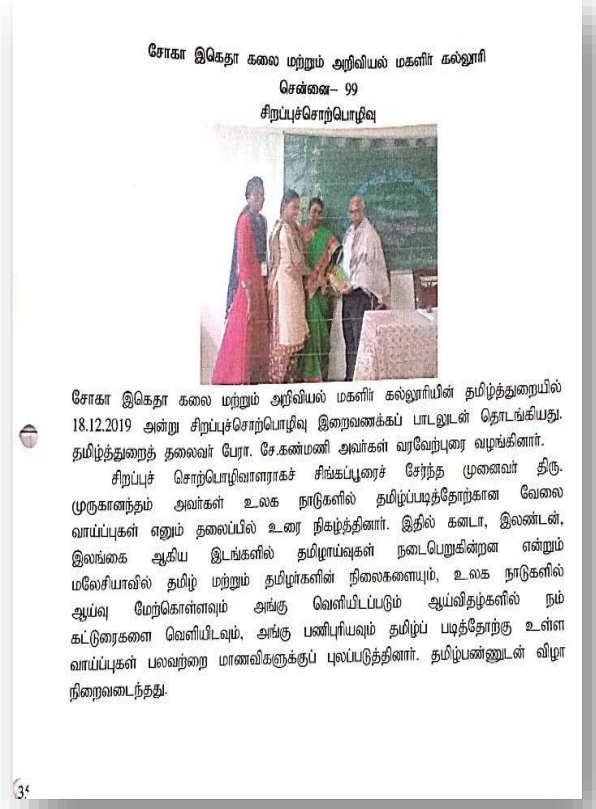 சோகா இகெதா கலை மற்றும் அறிவியல் மகளிர் கல்லூரி
சென்னை– 99
சிறப்புச்சொற்பொழிவு
சோகா இகெதா கலை மற்றும் அறிவியல் மகளிர் கல்லூரியின் தமிழ்த்துறையில்
18.12.2019 அன்று சிறப்புச்சொற்பொழிவு இறைவணக்கப் பாடலுடன் தொடங்கியது.
தமிழ்த்துறைத் தலைவர் பேரா. சே.கண்மணி அவர்கள் வரவேற்புரை வழங்கினார்.
சிறப்புச் சொற்பொழிவாளராகச் சிங்கப்பூரைச் சேர்ந்த முனைவர் திரு.
முருகானந்தம் அவர்கள் உலக நாடுகளில் தமிழ்ப்படித்தோற்கான வேலை
வாய்ப்புகள் எனும் தலைப்பில் உரை நிகழ்த்தினார். இதில் கனடா, இலண்டன்,
இலங்கை ஆகிய இடங்களில் தமிழாய்வுகள் நடைபெறுகின்றன என்றும்
மலேசியாவில் தமிழ் மற்றும் தமிழர்களின் நிலைகளையும், உலக நாடுகளில்
ஆய்வு மேற்கொள்ளவும் அங்கு வெளியிடப்படும் ஆய்விதழ்களில் நம்
கட்டுரைகளை வெளியிடவும், அங்கு பணிபுரியவும் தமிழ்ப் படித்தோற்கு உள்ள
வாய்ப்புகள் பலவற்றை மாணவிகளுக்குப் புலப்படுத்தினார். தமிழ்பண்ணுடன் விழா
நிறைவடைந்தது.